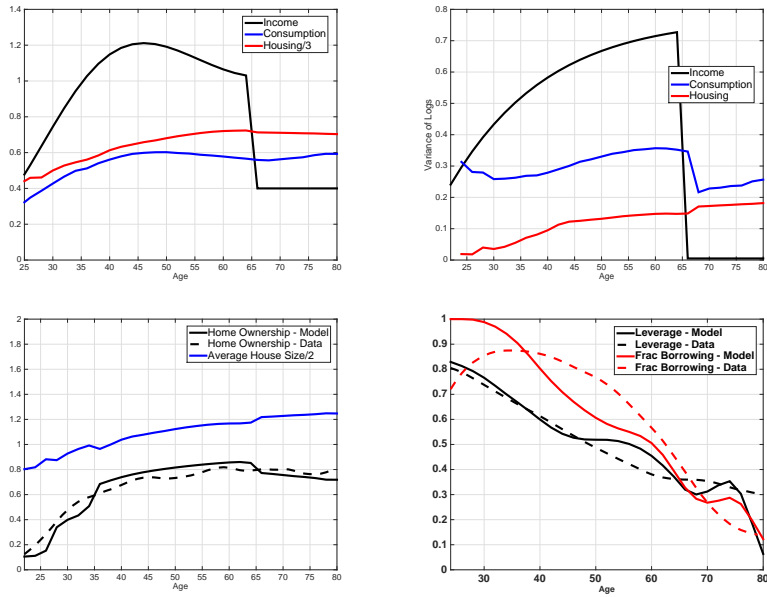 1.4
1.2
1
0.8
0.6
0.4
0.2
0
25 30 35 40 45 50 55 60 65 70 75 80
Age
Income
Consumption
Housing/3
0.8
0.7
0.6
0.5
0.4
0.3
0.2
0.1
0
Variance of Logs
25 30 35 40 45 50 55 60 65 70 75 80
Age
Income
Consumption
Housing
2
1.8
1.6
1.4
1.2
1
0.8
0.6
0.4
0.2
0
25 30 35 40 45 50 55 60 65 70 75 80
Age
Home Ownership - Model
Home Ownership - Data
Average House Size/2
1
0.9
0.8
0.7
0.6
0.5
0.4
0.3
0.2
0.1
0
30 40 50 60 70 80
Age
Leverage - Model
Leverage - Data
Frac Borrowing - Model
Frac Borrowing - Data